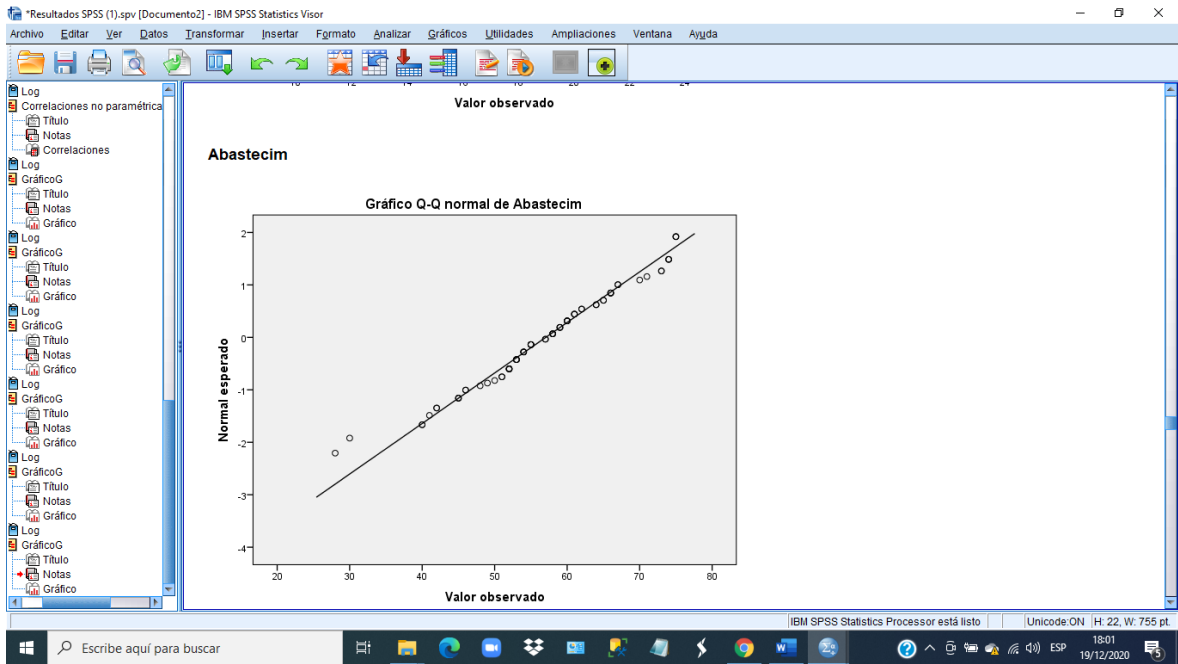 *Resultados SPSS (1).spv [Documento2] - IBM SPSS Statistics Visor
Archivo Editar Ver Datos Transformar Insertar Formato Analizar Gráficos Utilidades Ampliaciones Ventana Ayuda
Log
Correlaciones no paramétrica
Título
Notas
Correlaciones
Log
GráficoG
Título
Notas
Gráfico
Log
GráficoG
Título
Notas
Gráfico
Log
GráficoG
Título
Notas
Gráfico
Log
GráficoG
Título
Notas
Gráfico
Log
GráficoG
Título
Notas
Gráfico
Log
GráficoG
Título
Notas
Gráfico
Valor observado
Abastecim
Gráfico Q-Q normal de Abastecim
Normal esperado
2
1
0
-1
-2
-3
-4
20 30 40 50 60 70 80
Valor observado
IBM SPSS Statistics Processor está listo Unicode:ON H: 22, W: 755 pt.
Escribe aquí para buscar
ESP
18:01
19/12/2020
5